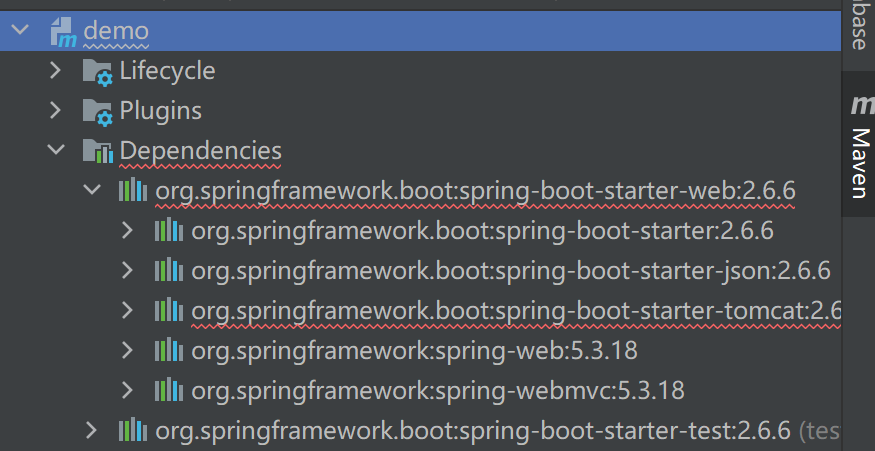 demo
Lifecycle
Plugins
Dependencies
org.springframework.boot:spring-boot-starter-web:2.6.6
org.springframework.boot:spring-boot-starter:2.6.6
org.springframework.boot:spring-boot-starter-json:2.6.6
org.springframework.boot:spring-boot-starter-tomcat:2.6
org.springframework:spring-web:5.3.18
org.springframework:spring-webmvc:5.3.18
org.springframework.boot:spring-boot-starter-test:2.6.6 (tes
abase
m Maven